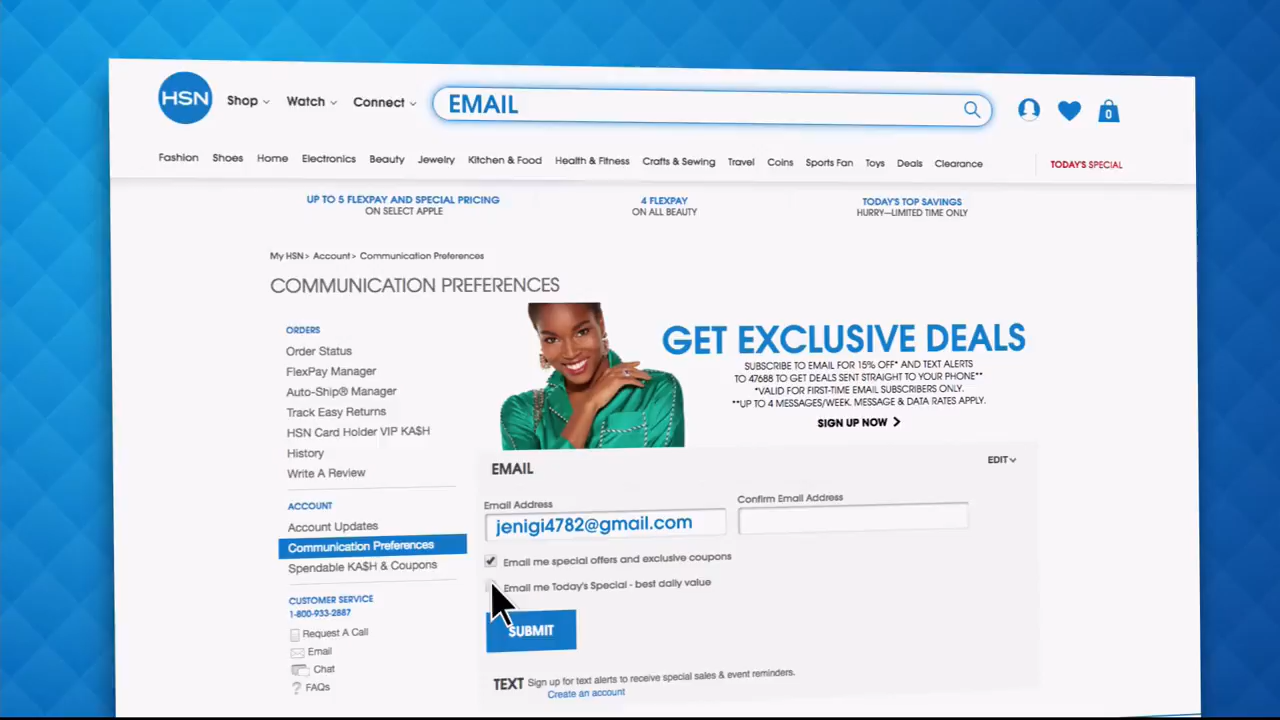 HSN
Shop
Watch
Connect
EMAIL
0
Fashion Shoes Home Electronics Beauty Jewelry Kitchen & Food Health & Fitness Crafts & Sewing Travel Coins Sports Fan Toys Deals Clearance TODAY'S SPECIAL
UP TO 5 FLEXPAY AND SPECIAL PRICING
ON SELECT APPLE
4 FLEXPAY
ON ALL BEAUTY
TODAY'S TOP SAVINGS
HURRY—LIMITED TIME ONLY
My HSN> Account> Communication Preferences
COMMUNICATION PREFERENCES
ORDERS
Order Status
FlexPay Manager
Auto-Ship® Manager
Track Easy Returns
HSN Card Holder VIP KA$H
History
Write A Review
ACCOUNT
Account Updates
Communication Preferences
Spendable KA$H & Coupons
CUSTOMER SERVICE
1-800-933-2887
Request A Call
Email
Chat
FAQs
GET EXCLUSIVE DEALS
SUBSCRIBE TO EMAIL FOR 15% OFF* AND TEXT ALERTS
TO 47688 TO GET DEALS SENT STRAIGHT TO YOUR PHONE**
*VALID FOR FIRST-TIME EMAIL SUBSCRIBERS ONLY.
**UP TO 4 MESSAGES/WEEK. MESSAGE & DATA RATES APPLY.
SIGN UP NOW >
EMAIL
EDIT
Email Address
jenigi4782@gmail.com
Confirm Email Address
Email me special offers and exclusive coupons
Email me Today's Special - best daily value
SUBMIT
TEXT Sign up for text alerts to receive special sales & event reminders.
Create an account